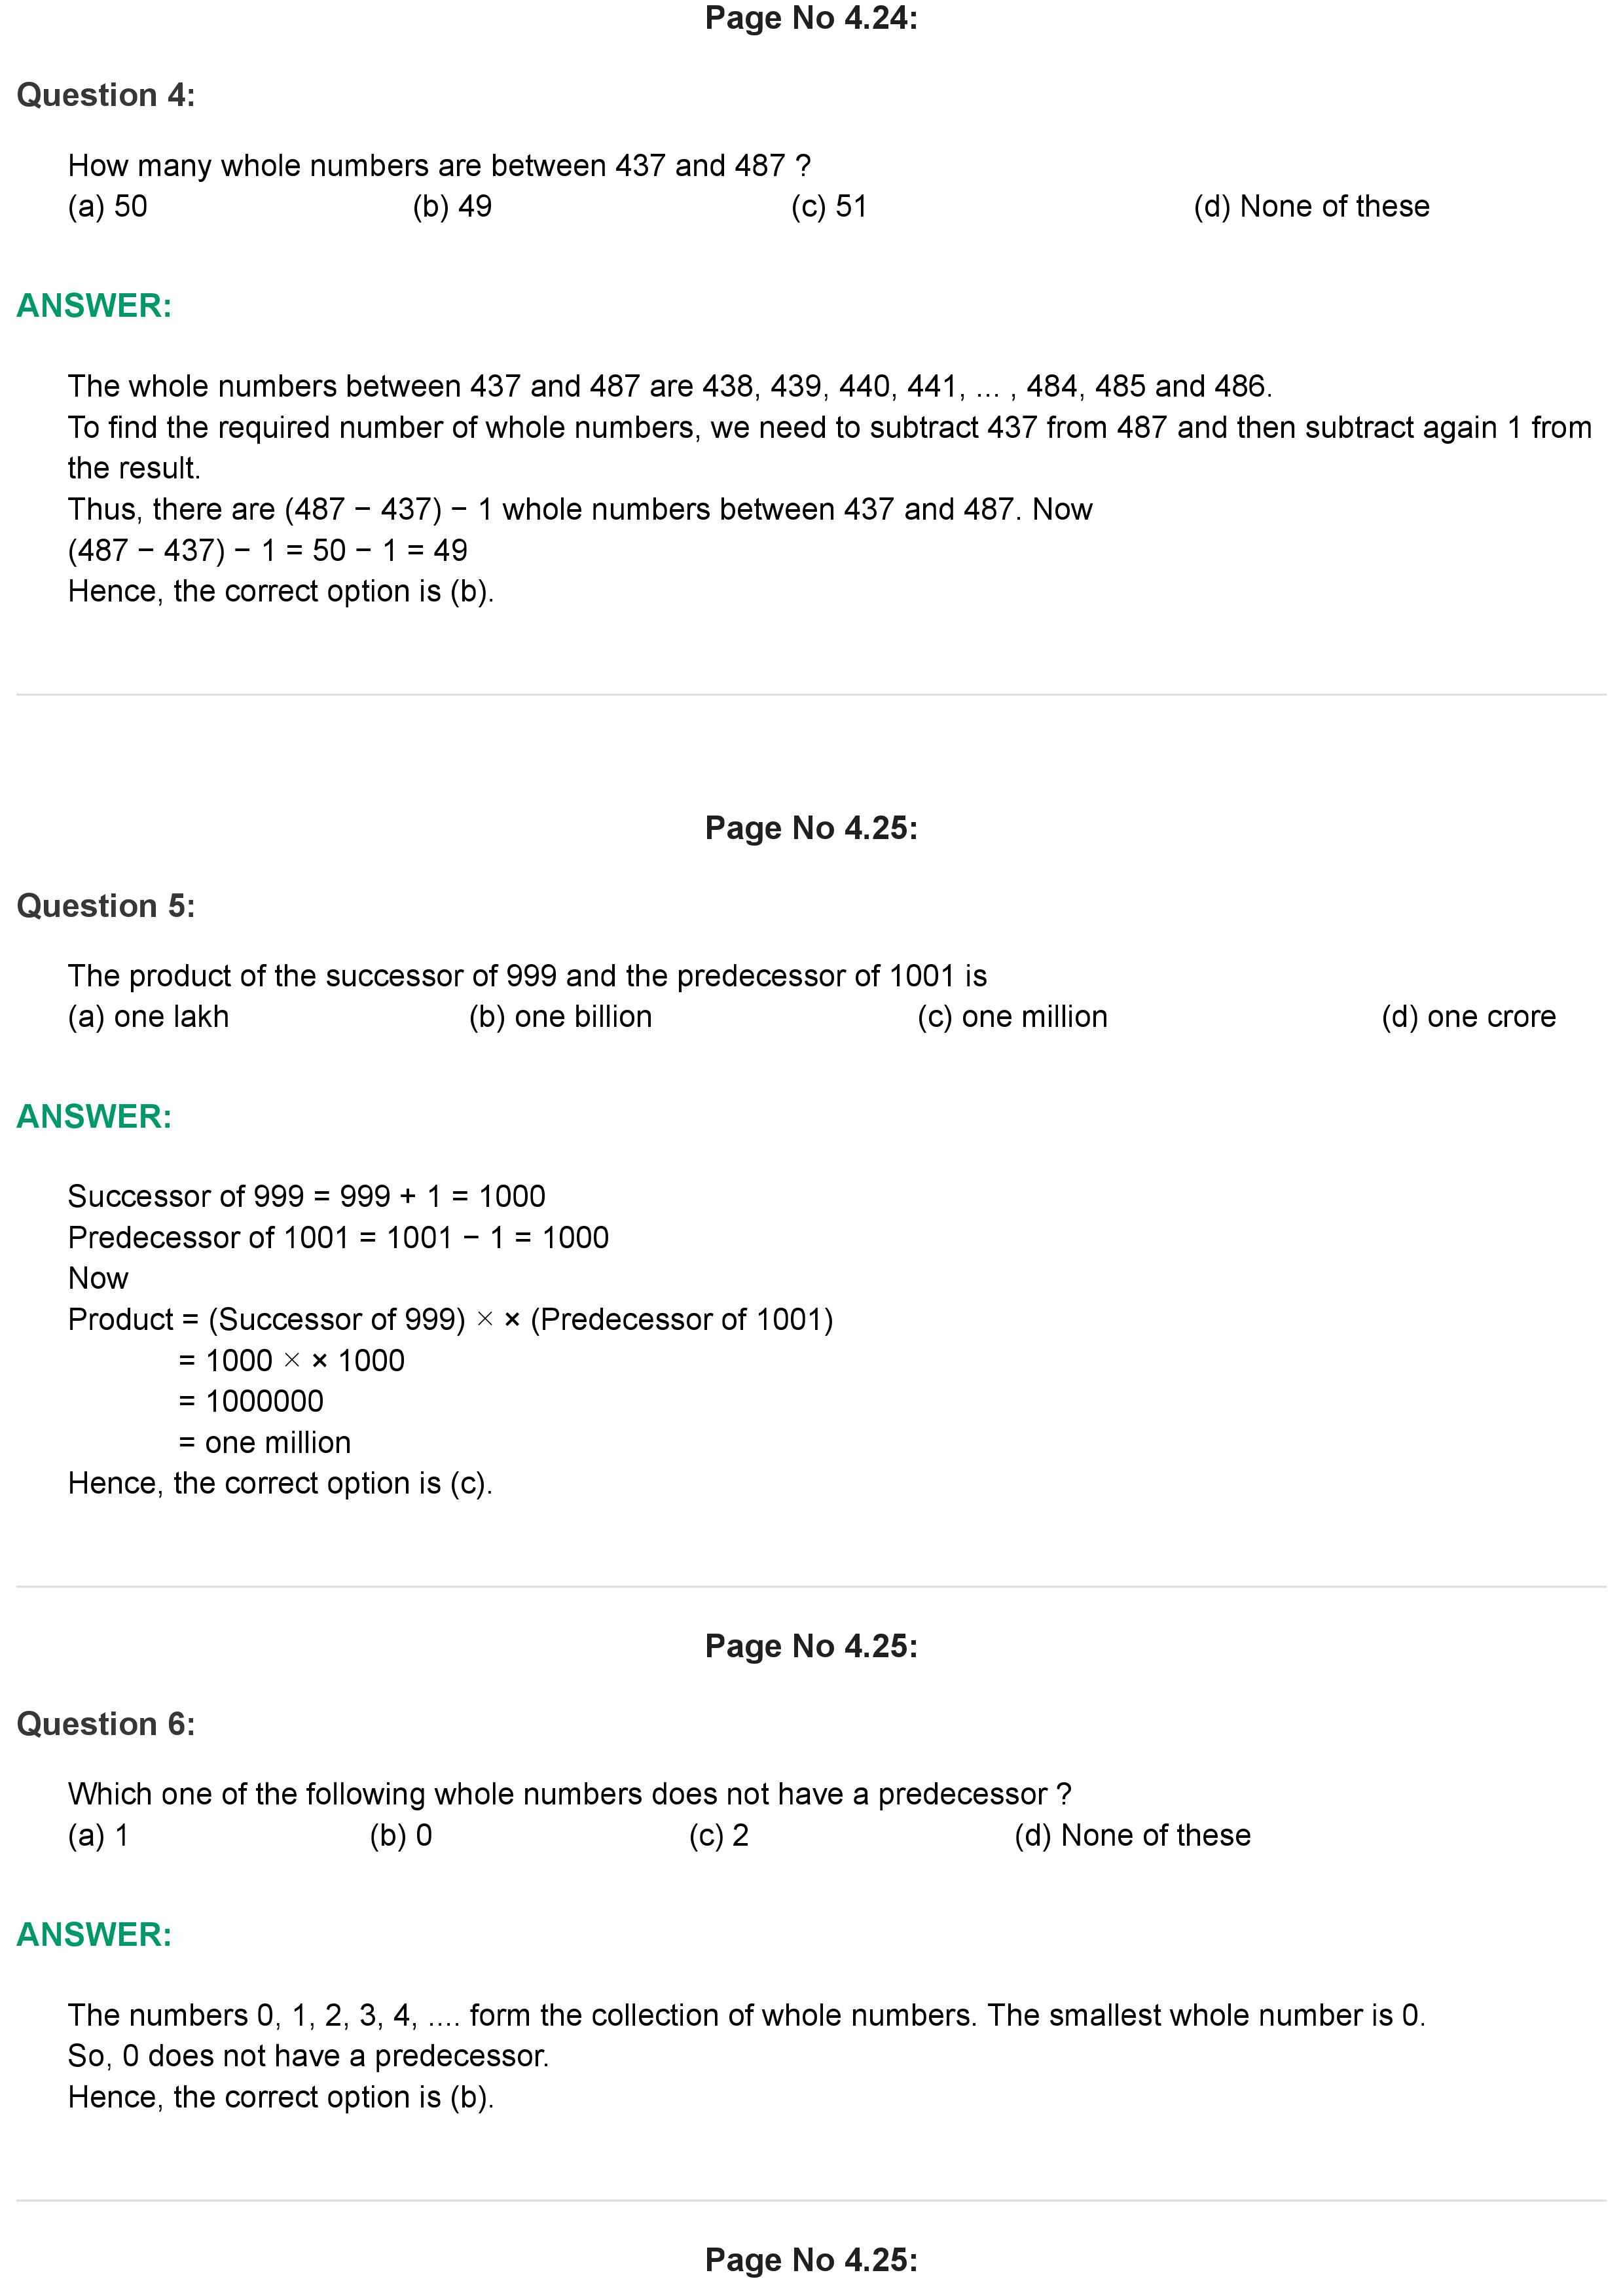 Page No 4.24:
Question 4:
How many whole numbers are between 437 and 487 ?
(a) 50 (b) 49 (c) 51 (d) None of these
ANSWER:
The whole numbers between 437 and 487 are 438, 439, 440, 441, ... , 484, 485 and 486.
To find the required number of whole numbers, we need to subtract 437 from 487 and then subtract again 1 from
the result.
Thus, there are (487 − 437) − 1 whole numbers between 437 and 487. Now
(487 − 437) − 1 = 50 − 1 = 49
Hence, the correct option is (b).
Page No 4.25:
Question 5:
The product of the successor of 999 and the predecessor of 1001 is
(a) one lakh (b) one billion (c) one million (d) one crore
ANSWER:
Successor of 999 = 999 + 1 = 1000
Predecessor of 1001 = 1001 − 1 = 1000
Now
Product = (Successor of 999) × × (Predecessor of 1001)
= 1000 × × 1000
= 1000000
= one million
Hence, the correct option is (c).
Page No 4.25:
Question 6:
Which one of the following whole numbers does not have a predecessor ?
(a) 1 (b) 0 (c) 2 (d) None of these
ANSWER:
The numbers 0, 1, 2, 3, 4, .... form the collection of whole numbers. The smallest whole number is 0.
So, 0 does not have a predecessor.
Hence, the correct option is (b).
Page No 4.25: